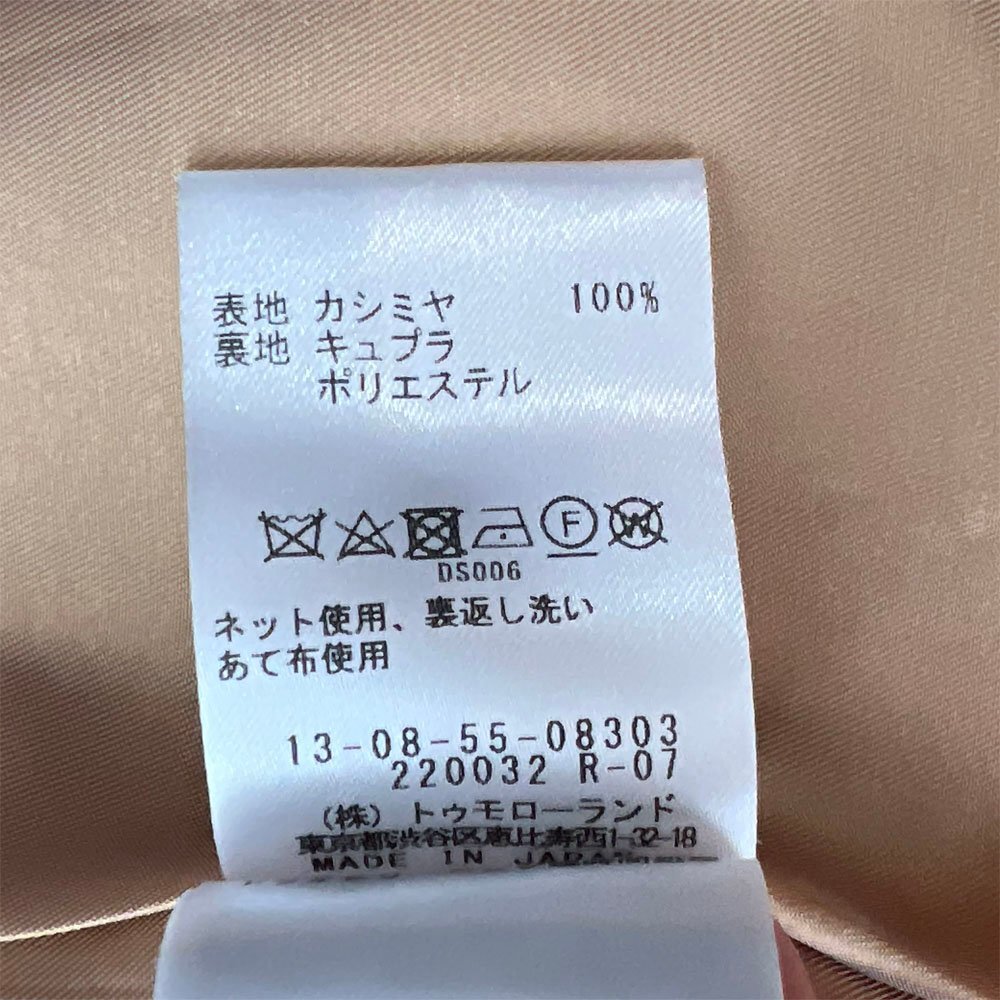 表地 カシミヤ 100%
裏地 キュプラ
ポリエステル
F W
DS006
ネット使用、裏返し洗い
あて布使用
13-08-55-08303
220032 R-07
(株) トゥモローランド
東京都渋谷区恵比寿西1-32-18
MADE IN JAPAN